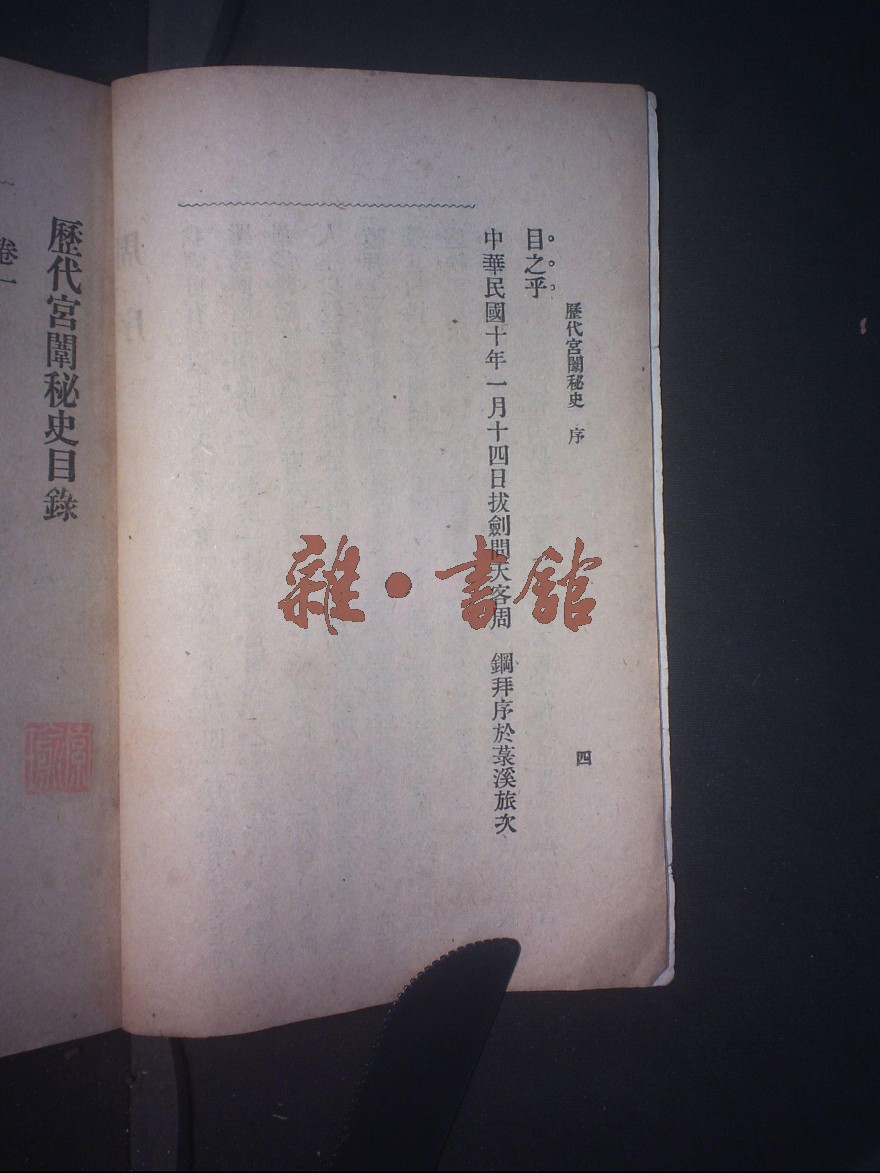 歷代宮闈秘史 序
四
目之乎
中華民國十年一月十四日拔劍問天客周 鋼拜序於菉溪旅次
歷代宮闈秘史目錄
卷一
雜·書館